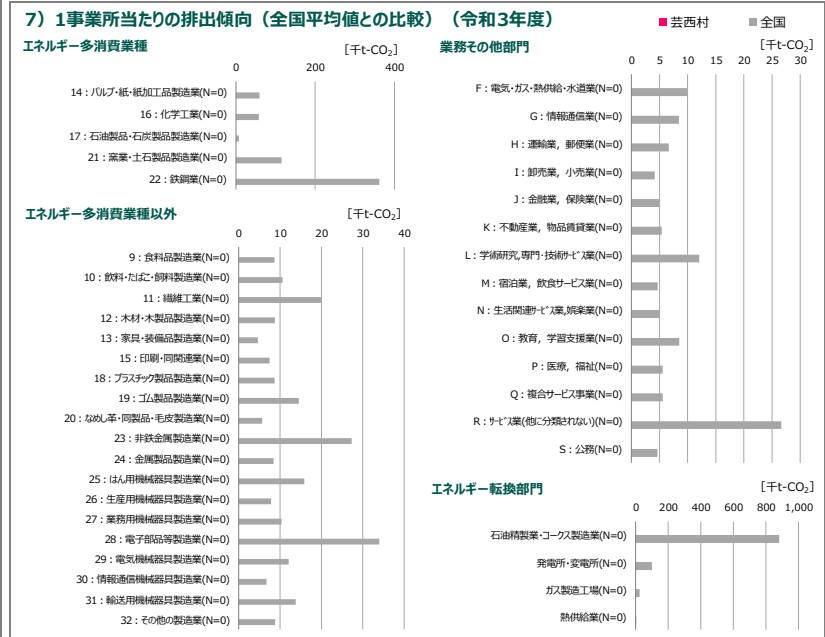 7）1事業所当たりの排出傾向（全国平均値との比較）（令和3年度）
■芸西村 ■全国
エネルギー多消費業種
[千t-CO₂]
0 200 400
14：パルプ・紙・紙加工品製造業(N=0)
16：化学工業(N=0)
17：石油製品・石炭製品製造業(N=0)
21：窯業・土石製品製造業(N=0)
22：鉄鋼業(N=0)
エネルギー多消費業種以外
[千t-CO₂]
0 10 20 30 40
9：食料品製造業(N=0)
10：飲料・たばこ・飼料製造業(N=0)
11：繊維工業(N=0)
12：木材・木製品製造業(N=0)
13：家具・装備品製造業(N=0)
15：印刷・同関連業(N=0)
18：プラスチック製品製造業(N=0)
19：ゴム製品製造業(N=0)
20：なめし革・同製品・毛皮製造業(N=0)
23：非鉄金属製造業(N=0)
24：金属製品製造業(N=0)
25：はん用機械器具製造業(N=0)
26：生産用機械器具製造業(N=0)
27：業務用機械器具製造業(N=0)
28：電子部品等製造業(N=0)
29：電気機械器具製造業(N=0)
30：情報通信機械器具製造業(N=0)
31：輸送用機械器具製造業(N=0)
32：その他の製造業(N=0)
業務その他部門
[千t-CO₂]
0 5 10 15 20 25 30
F：電気・ガス・熱供給・水道業(N=0)
G：情報通信業(N=0)
H：運輸業，郵便業(N=0)
I：卸売業，小売業(N=0)
J：金融業，保険業(N=0)
K：不動産業，物品賃貸業(N=0)
L：学術研究,専門・技術サービス業(N=0)
M：宿泊業，飲食サービス業(N=0)
N：生活関連サービス業,娯楽業(N=0)
O：教育，学習支援業(N=0)
P：医療，福祉(N=0)
Q：複合サービス事業(N=0)
R：サービス業(他に分類されない)(N=0)
S：公務(N=0)
エネルギー転換部門
[千t-CO₂]
0 200 400 600 800 1,000
石油精製業・コークス製造業(N=0)
発電所・変電所(N=0)
ガス製造工場(N=0)
熱供給業(N=0)